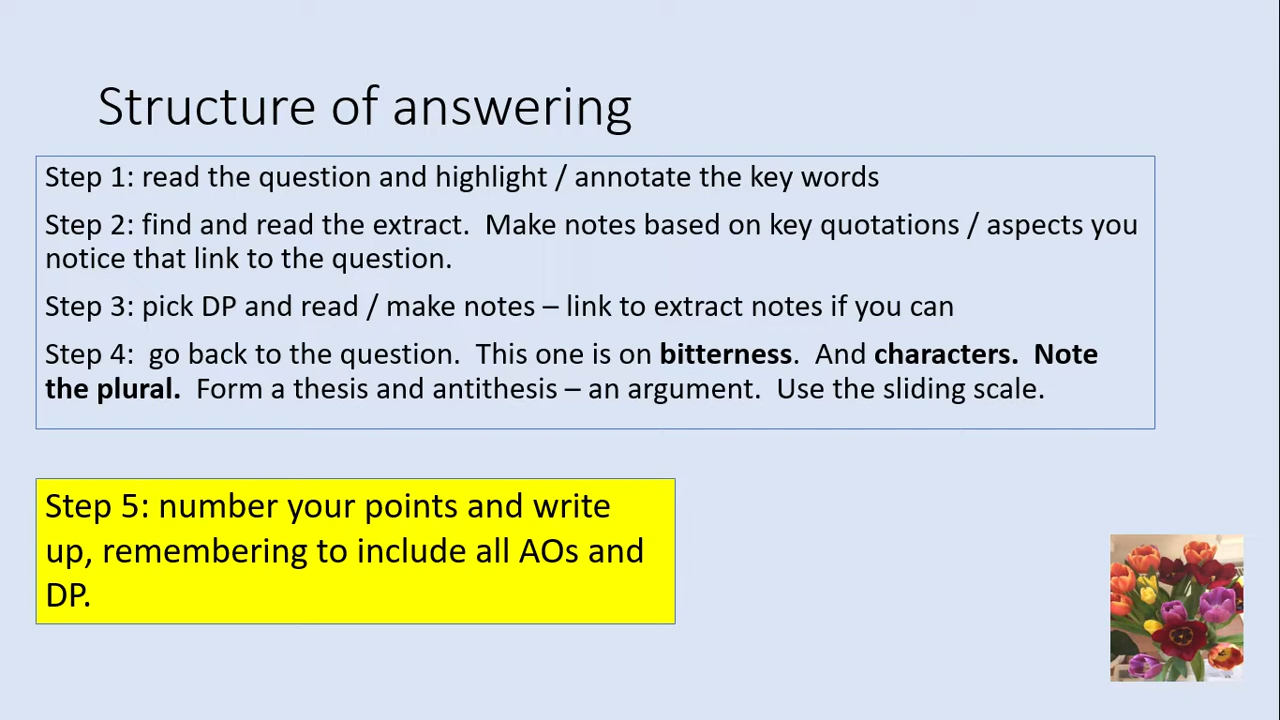 Structure of answering
Step 1: read the question and highlight / annotate the key words
Step 2: find and read the extract.  Make notes based on key quotations / aspects you
notice that link to the question.
Step 3: pick DP and read / make notes – link to extract notes if you can
Step 4:  go back to the question.  This one is on bitterness.  And characters.  Note
the plural.  Form a thesis and antithesis – an argument.  Use the sliding scale.
Step 5: number your points and write
up, remembering to include all AOs and
DP.